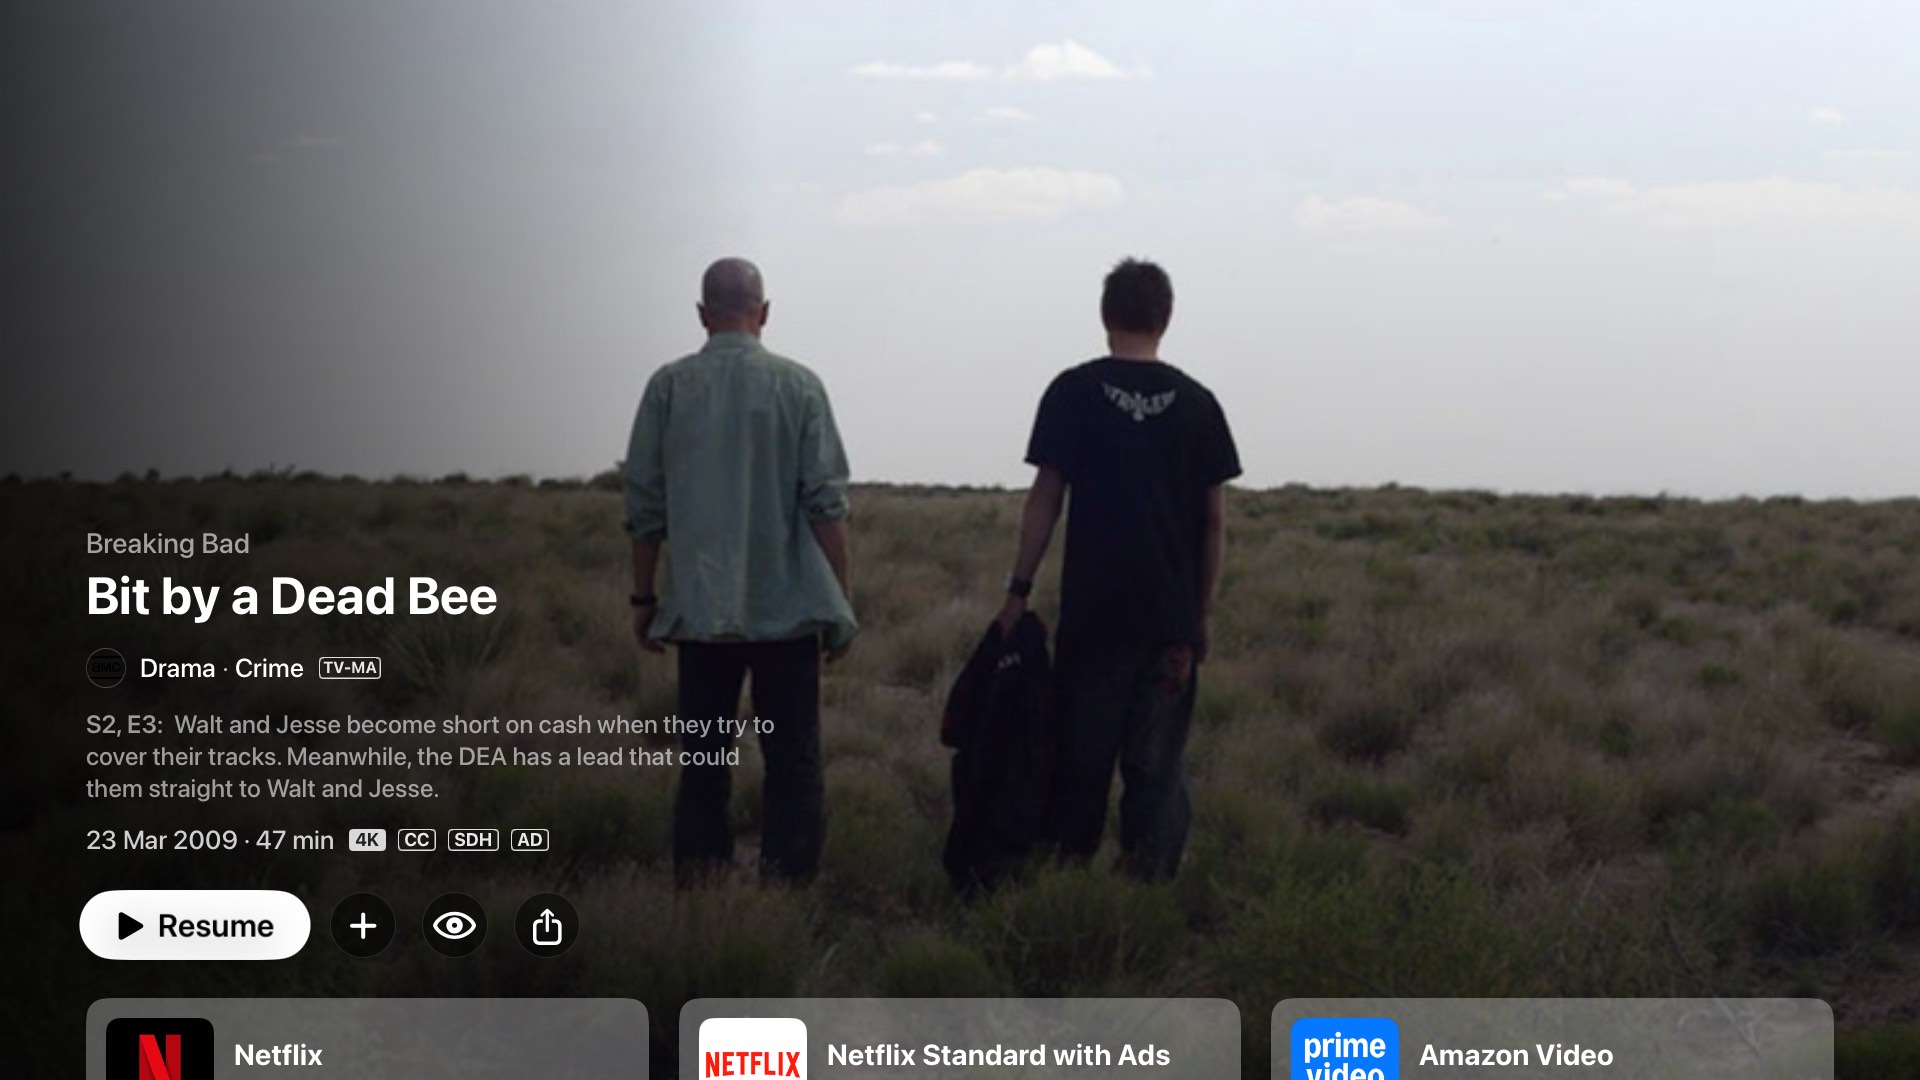 Breaking Bad
Bit by a Dead Bee
amc Drama · Crime TV-MA
S2, E3: Walt and Jesse become short on cash when they try to
cover their tracks. Meanwhile, the DEA has a lead that could
them straight to Walt and Jesse.
23 Mar 2009 · 47 min 4K CC SDH AD
Resume
N Netflix
NETFLIX Netflix Standard with Ads
prime
video
Amazon Video